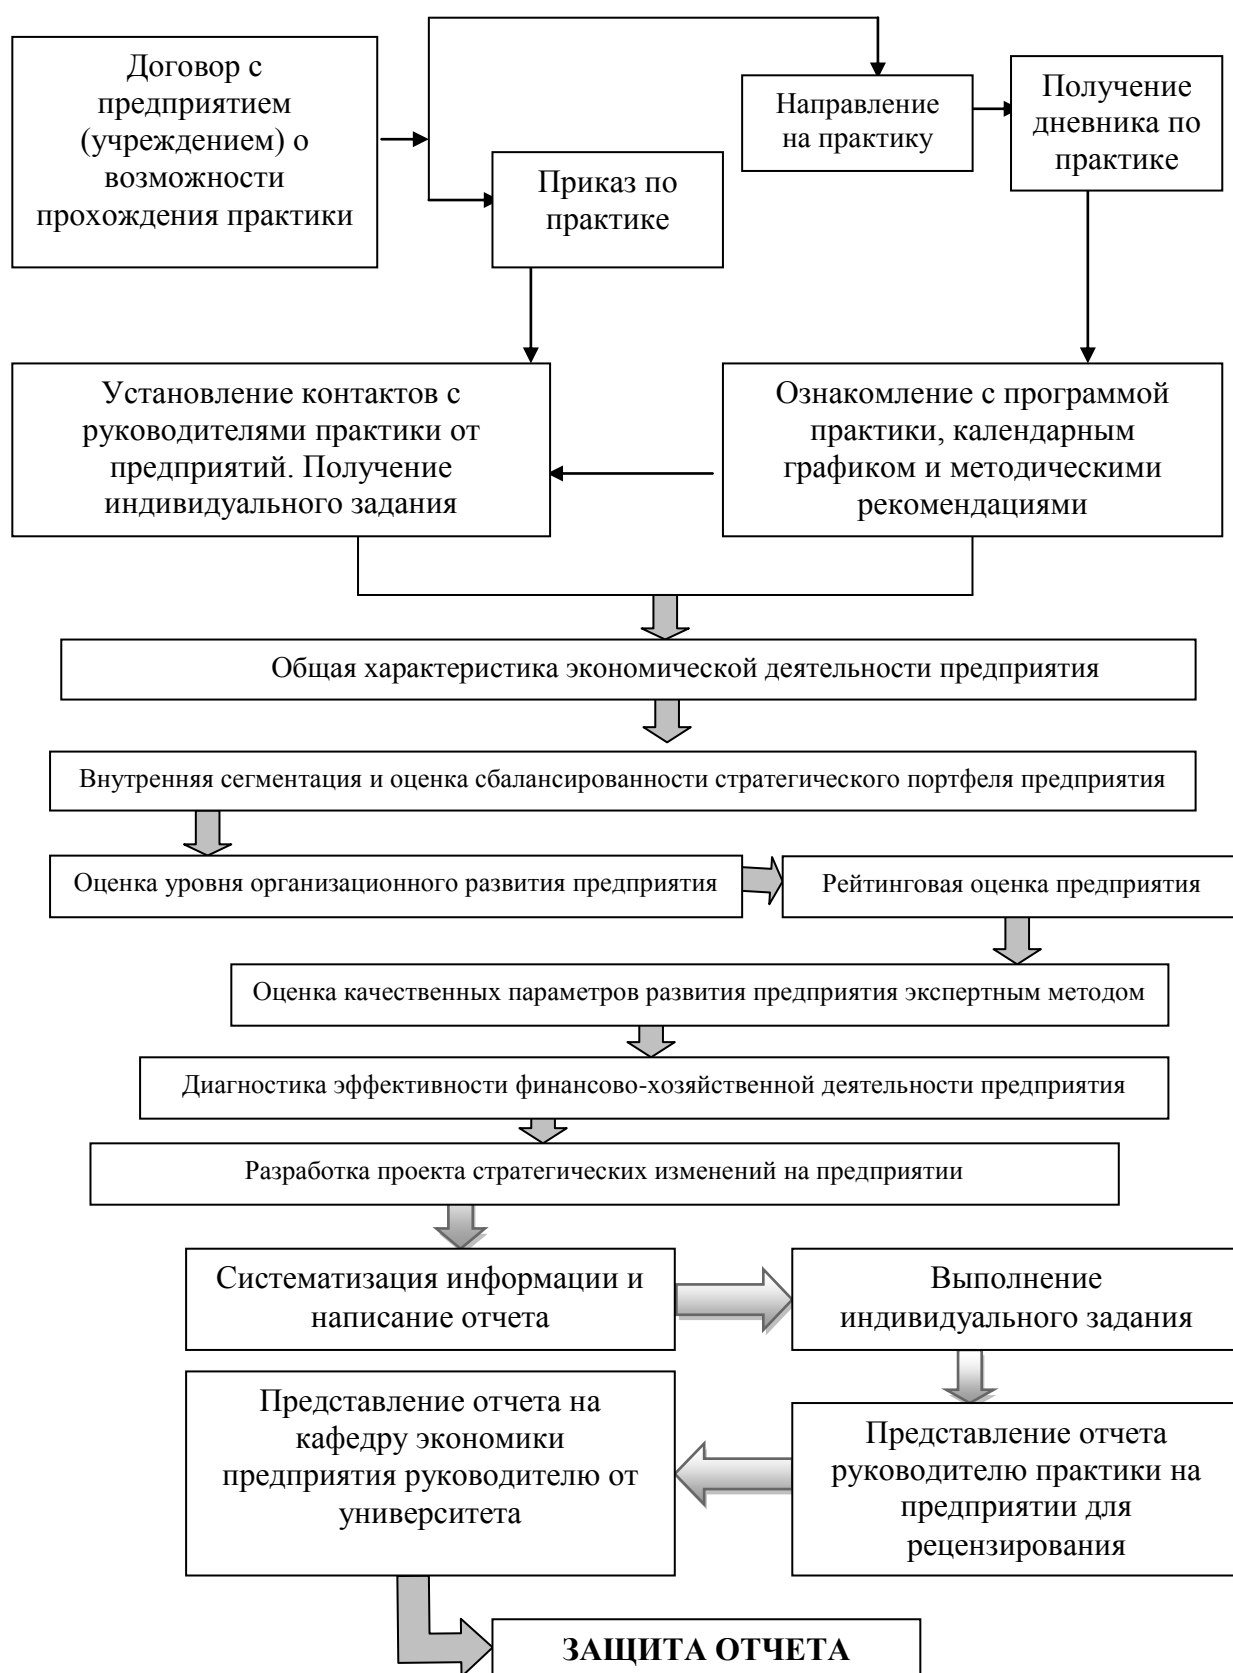 Договор с
предприятием
(учреждением) о
возможности
прохождения практики
Приказ по
практике
Направление
на практику
Получение
дневника по
практике
Установление контактов с
руководителями практики от
предприятий. Получение
индивидуального задания
Ознакомление с программой
практики, календарным
графиком и методическими
рекомендациями
Общая характеристика экономической деятельности предприятия
Внутренняя сегментация и оценка сбалансированности стратегического портфеля предприятия
Оценка уровня организационного развития предприятия
Рейтинговая оценка предприятия
Оценка качественных параметров развития предприятия экспертным методом
Диагностика эффективности финансово-хозяйственной деятельности предприятия
Разработка проекта стратегических изменений на предприятии
Систематизация информации и
написание отчета
Выполнение
индивидуального задания
Представление отчета на
кафедру экономики
предприятия руководителю от
университета
Представление отчета
руководителю практики на
предприятии для
рецензирования
ЗАЩИТА ОТЧЕТА